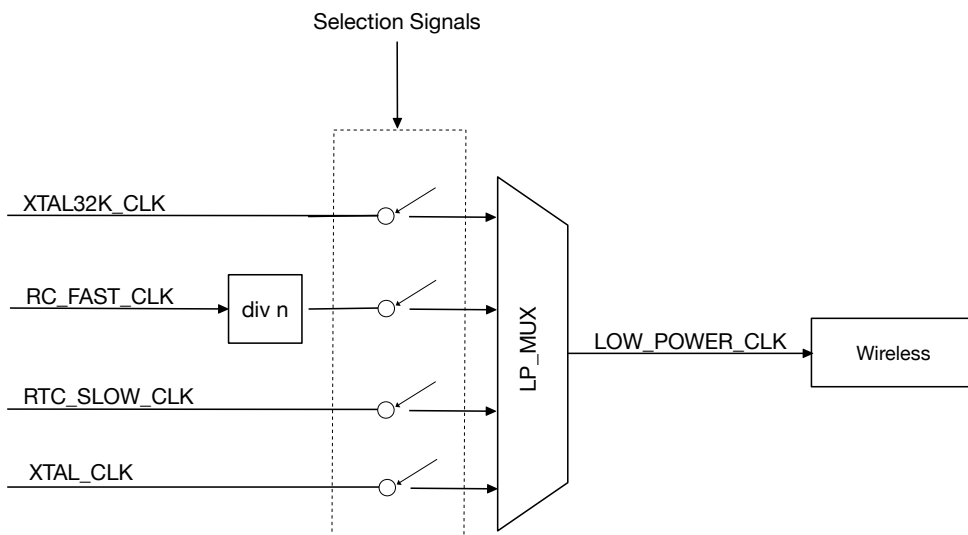 Selection Signals
XTAL32K_CLK
RC_FAST_CLK
div n
RTC_SLOW_CLK
XTAL_CLK
LP_MUX
LOW_POWER_CLK
Wireless